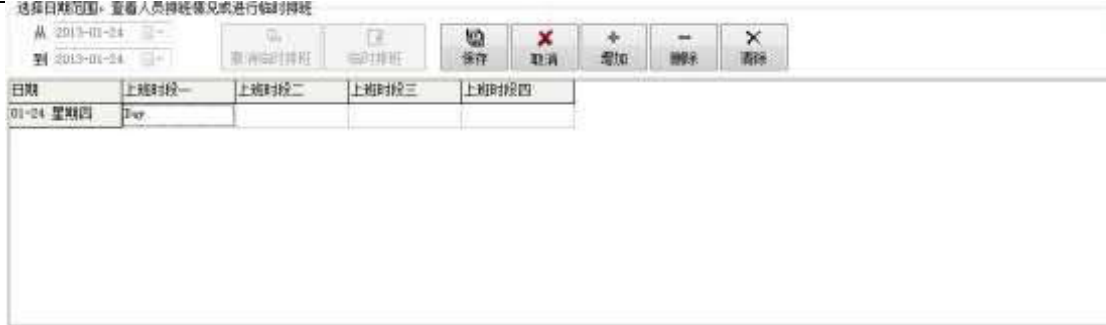 选择日期范围,查看人员排班情况或进行临时排班
从 2013-01-24
到 2013-01-24
取消临时排班 临时排班 保存 取消 增加 删除 清除
日期 上班时段一 上班时段二 上班时段三 上班时段四
01-24 星期四 Day